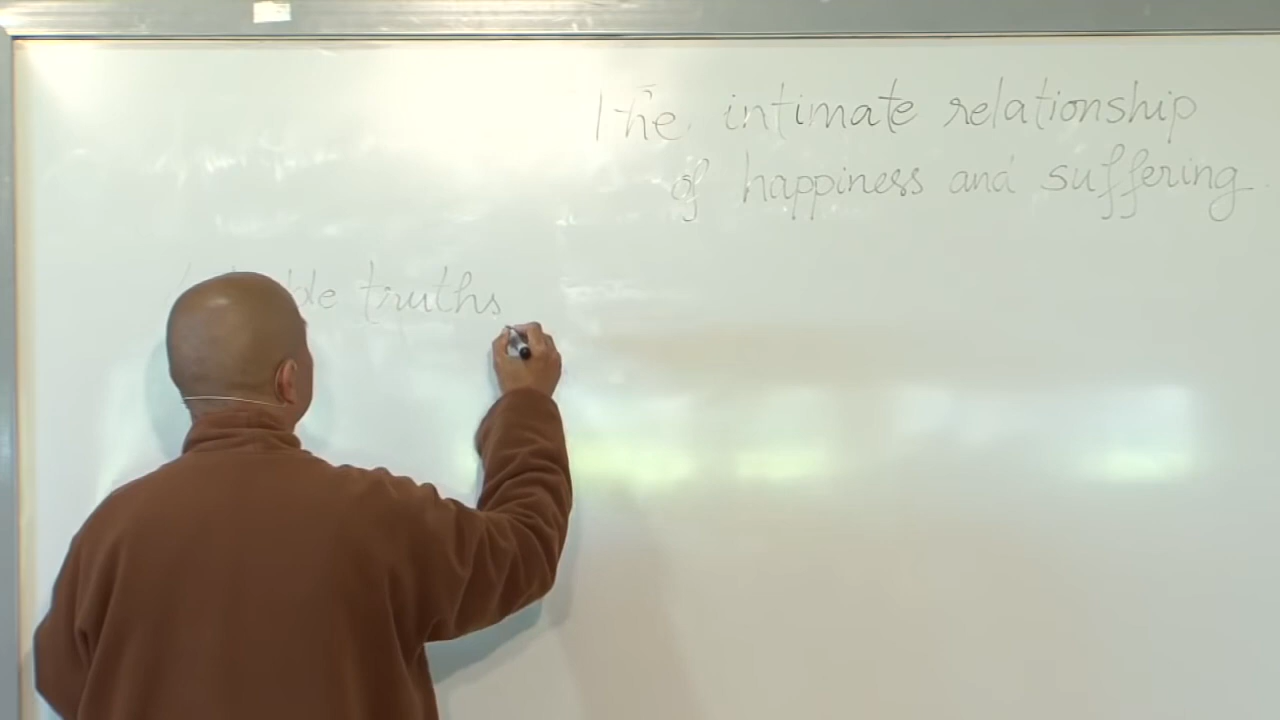 The intimate relationship
of happiness and suffering
truths